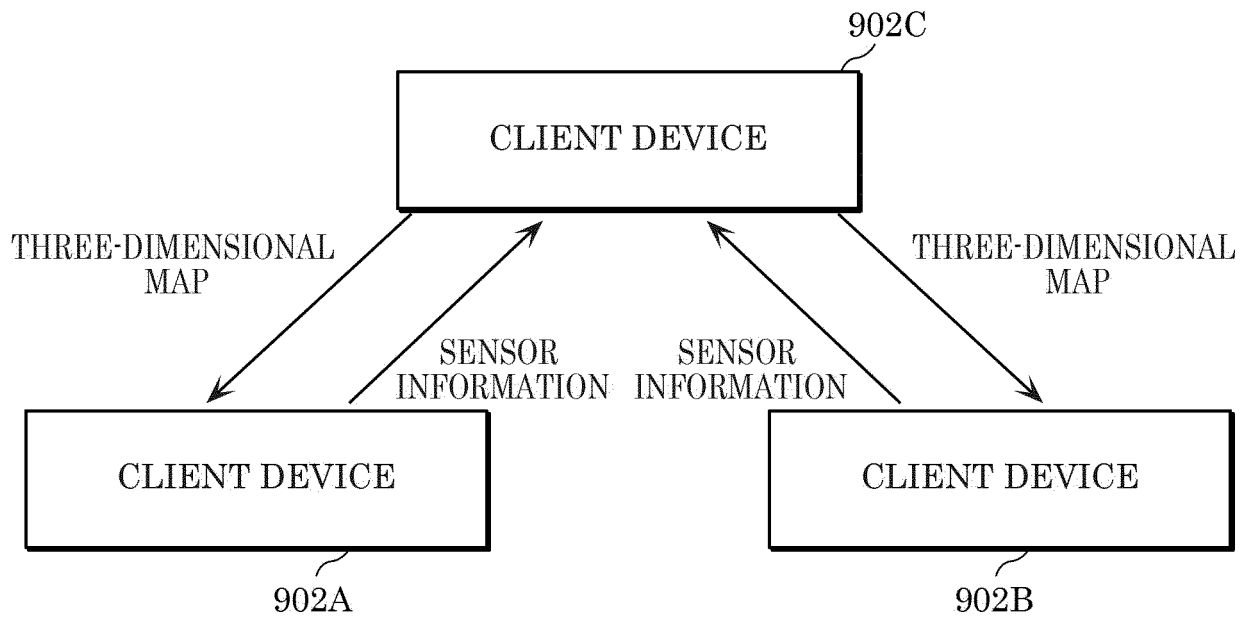 902C
CLIENT DEVICE
THREE-DIMENSIONAL
MAP
THREE-DIMENSIONAL
MAP
SENSOR
INFORMATION
SENSOR
INFORMATION
CLIENT DEVICE
CLIENT DEVICE
902A
902B